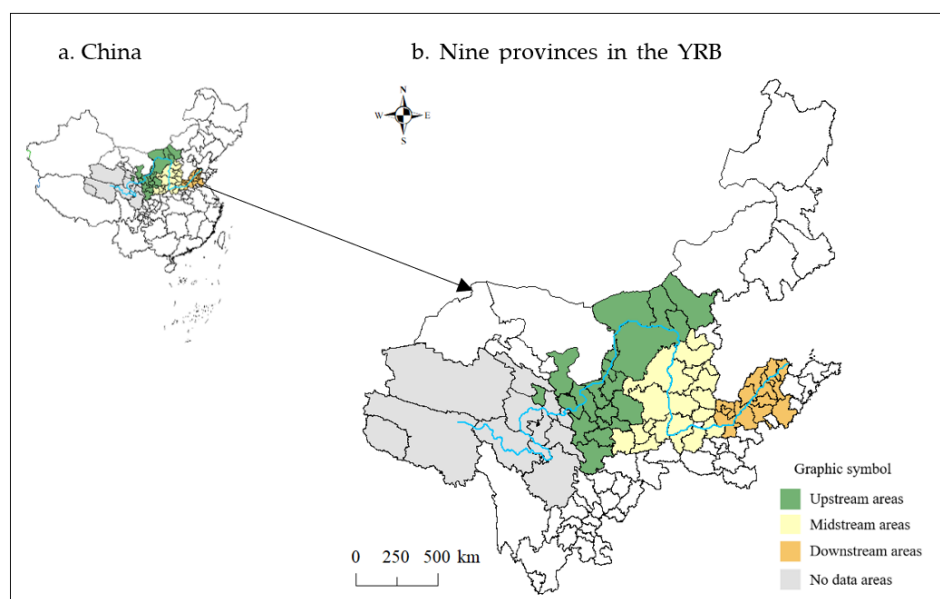 a. China
b. Nine provinces in the YRB
N
W E
S
Graphic symbol
Upstream areas
Midstream areas
Downstream areas
No data areas
0 250 500 km